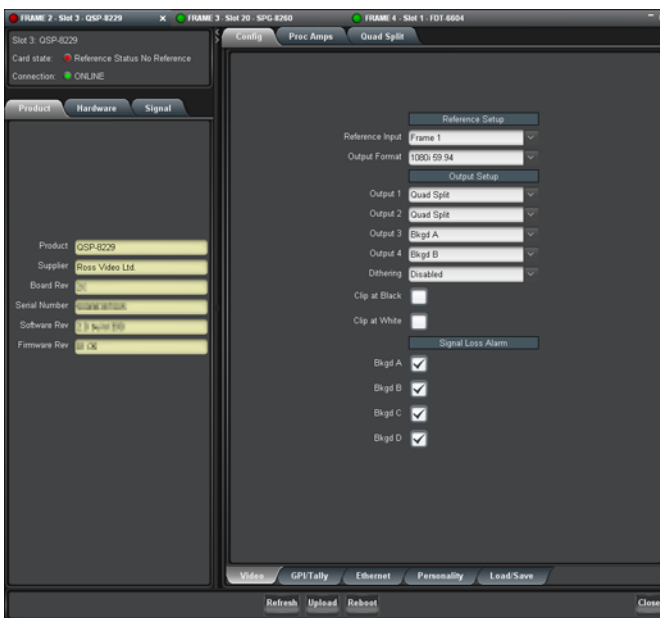 FRAME 2 - Slot 3 - QSP-8229 x FRAME 3 - Slot 20 - SPG-8260 FRAME 4 - Slot 1 - FDT-6604
Slot 3: QSP-8229
Card state: Reference Status No Reference
Connection: ONLINE
Product Hardware Signal
Product QSP-8229
Supplier Ross Video Ltd.
Board Rev
Serial Number
Software Rev
Firmware Rev
Config Proc Amps Quad Split
Reference Setup
Reference Input Frame 1
Output Format 1080i 59.94
Output Setup
Output 1 Quad Split
Output 2 Quad Split
Output 3 Bkgd A
Output 4 Bkgd B
Dithering Disabled
Clip at Black
Clip at White
Signal Loss Alarm
Bkgd A
Bkgd B
Bkgd C
Bkgd D
Video GPI/Tally Ethernet Personality Load/Save
Refresh Upload Reboot Close